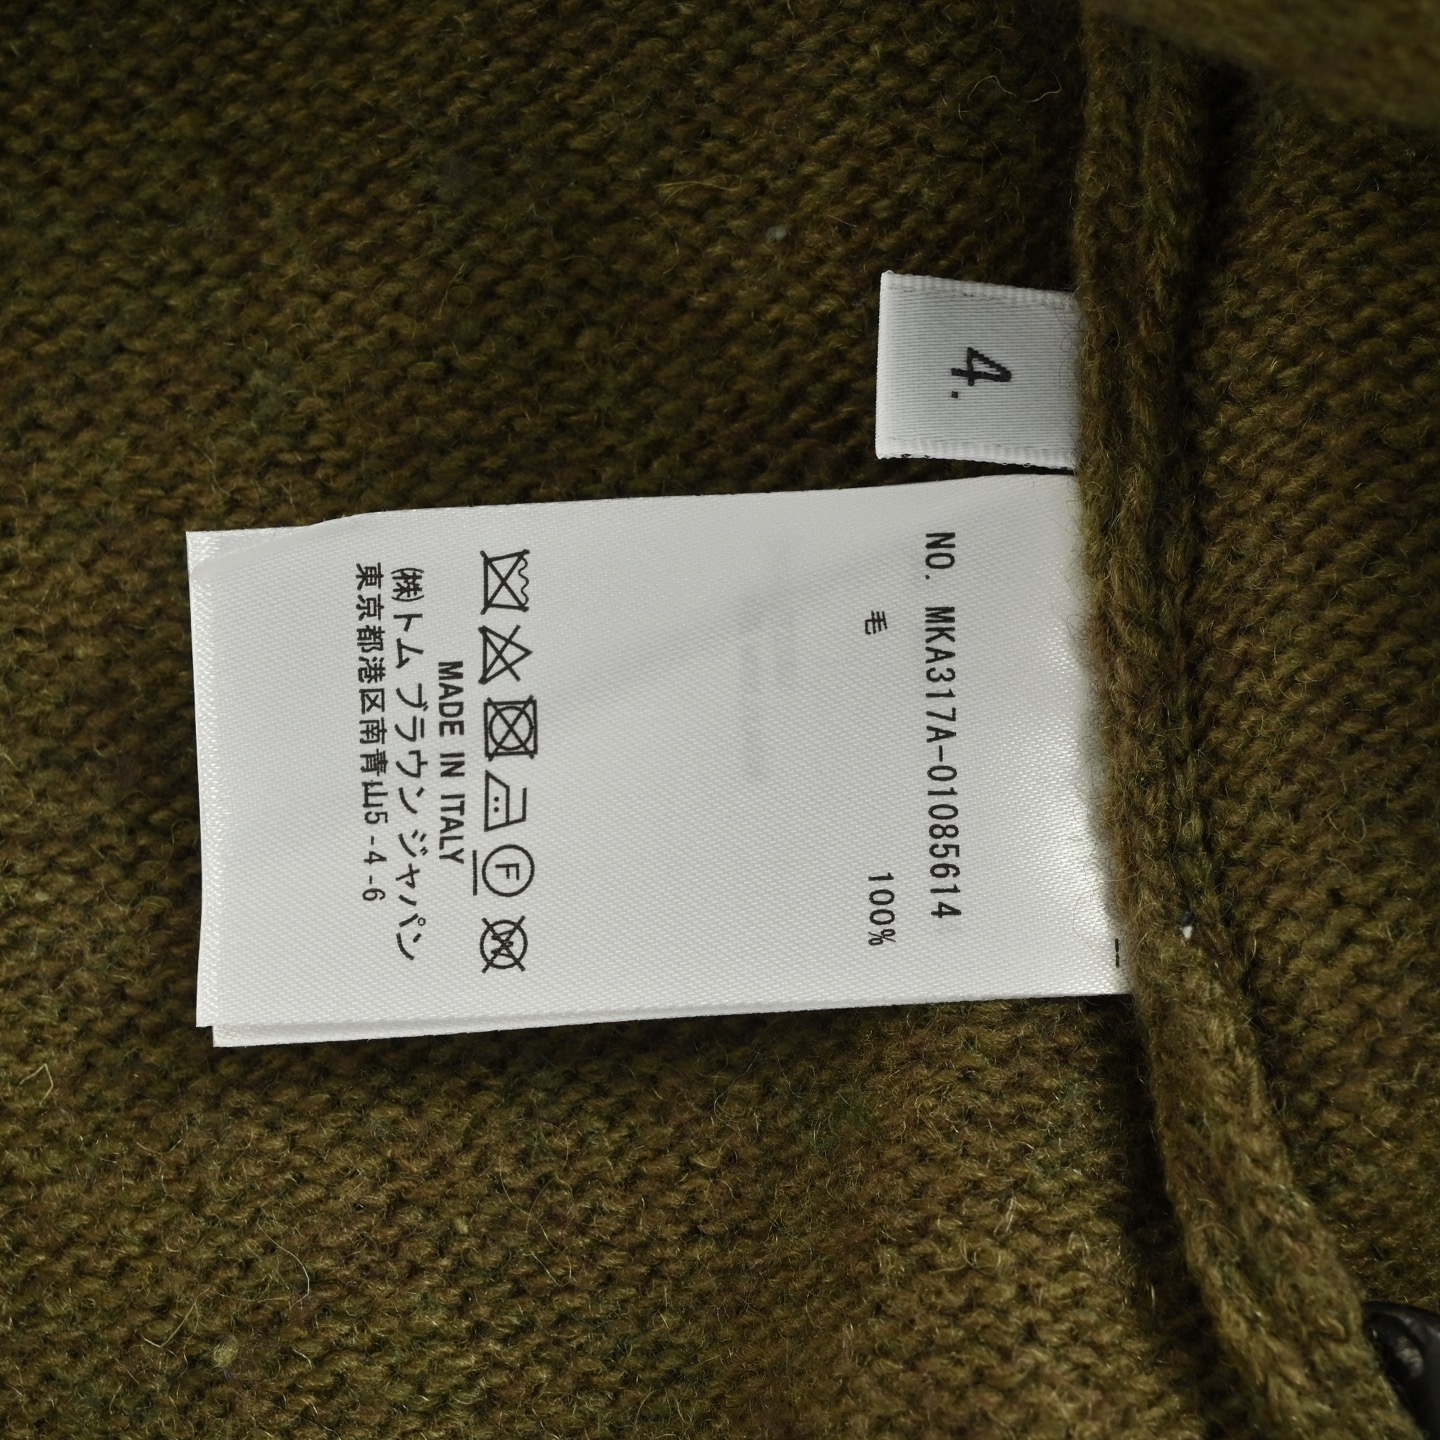 4.
NO. MKA317A-01085614
毛 100%
MADE IN ITALY
㈱トム ブラウン ジャパン
東京都港区南青山5-4-6